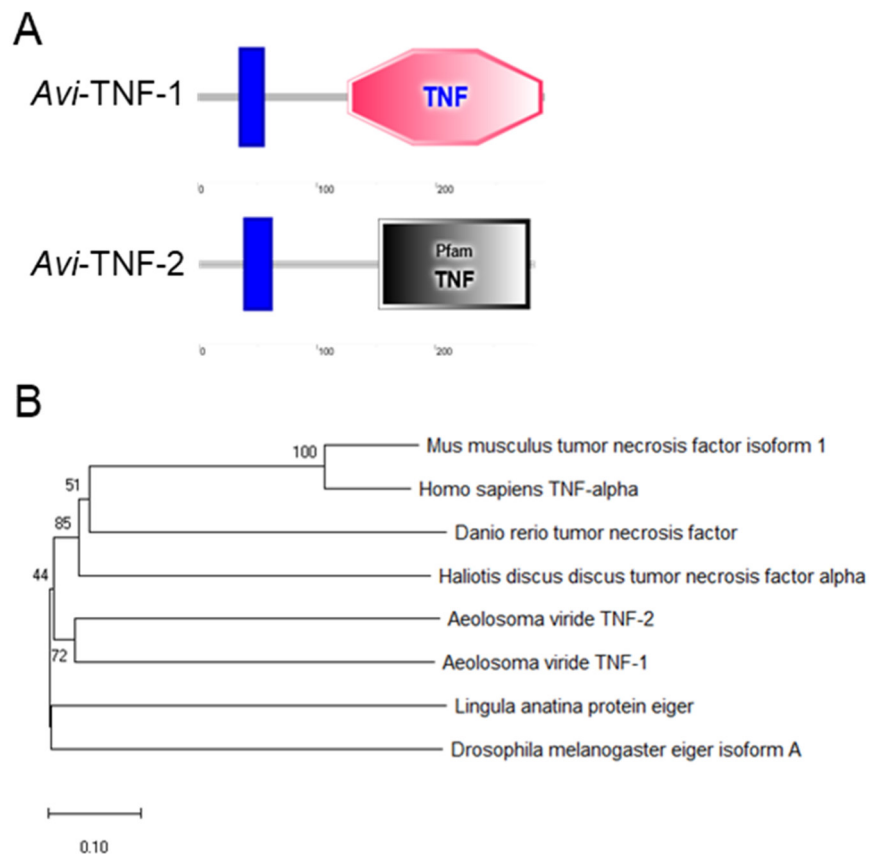 A
Avi-TNF-1
TNF
0 100 200
Avi-TNF-2
Pfam
TNF
0 100 200
B
100
Mus musculus tumor necrosis factor isoform 1
Homo sapiens TNF-alpha
51
Danio rerio tumor necrosis factor
85
Haliotis discus discus tumor necrosis factor alpha
44
Aeolosoma viride TNF-2
72
Aeolosoma viride TNF-1
Lingula anatina protein eiger
Drosophila melanogaster eiger isoform A
0.10